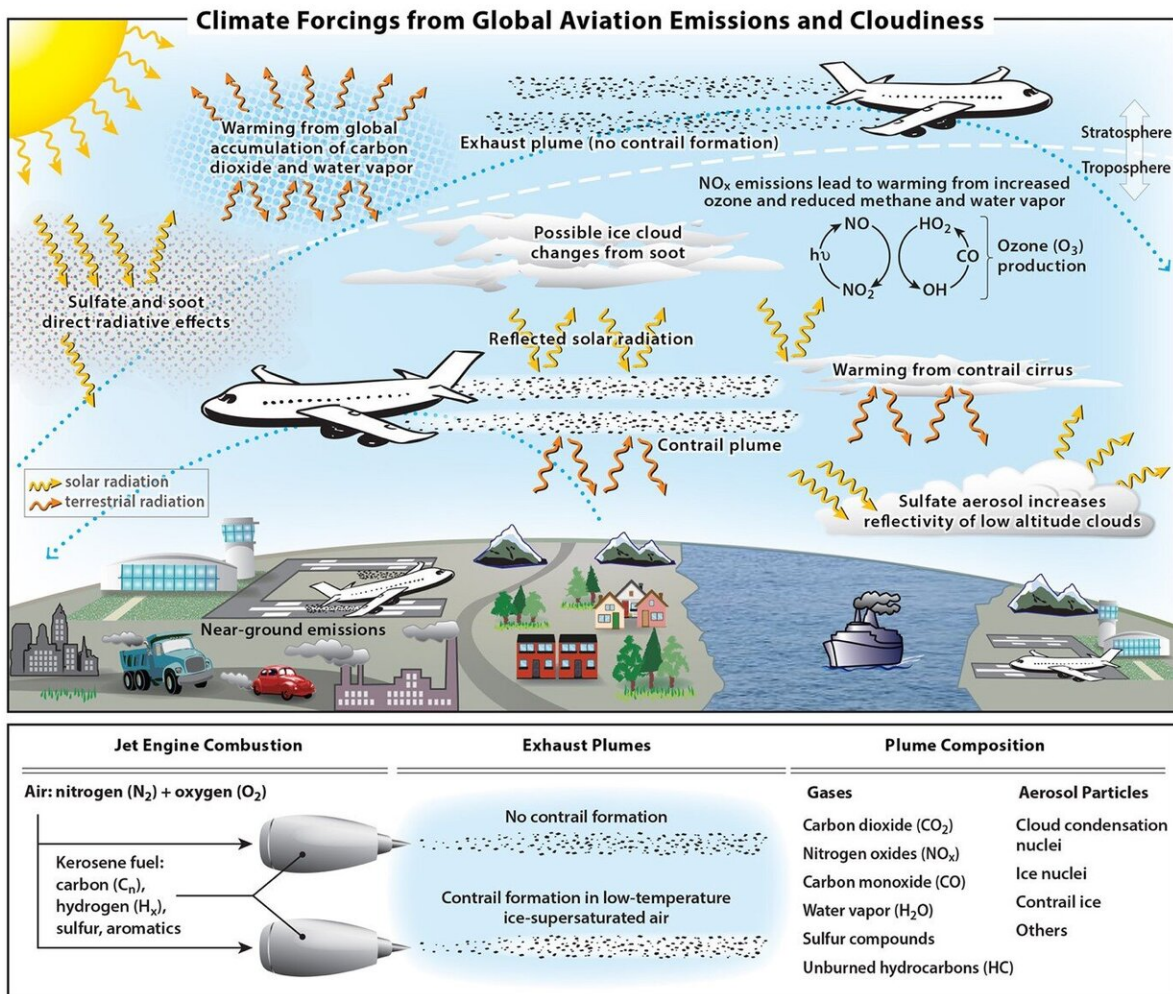 Climate Forcings from Global Aviation Emissions and Cloudiness
Warming from global
accumulation of carbon
dioxide and water vapor
Exhaust plume (no contrail formation)
Stratosphere
Troposphere
NOₓ emissions lead to warming from increased
ozone and reduced methane and water vapor
NO
HO₂
hυ
CO
NO₂
OH
Ozone (O₃)
production
Possible ice cloud
changes from soot
Sulfate and soot
direct radiative effects
Reflected solar radiation
Warming from contrail cirrus
Contrail plume
solar radiation
terrestrial radiation
Sulfate aerosol increases
reflectivity of low altitude clouds
Near-ground emissions
Jet Engine Combustion
Air: nitrogen (N₂) + oxygen (O₂)
Kerosene fuel:
carbon (Cₙ),
hydrogen (Hₓ),
sulfur, aromatics
Exhaust Plumes
No contrail formation
Contrail formation in low-temperature
ice-supersaturated air
Plume Composition
Gases
Carbon dioxide (CO₂)
Nitrogen oxides (NOₓ)
Carbon monoxide (CO)
Water vapor (H₂O)
Sulfur compounds
Unburned hydrocarbons (HC)
Aerosol Particles
Cloud condensation
nuclei
Ice nuclei
Contrail ice
Others